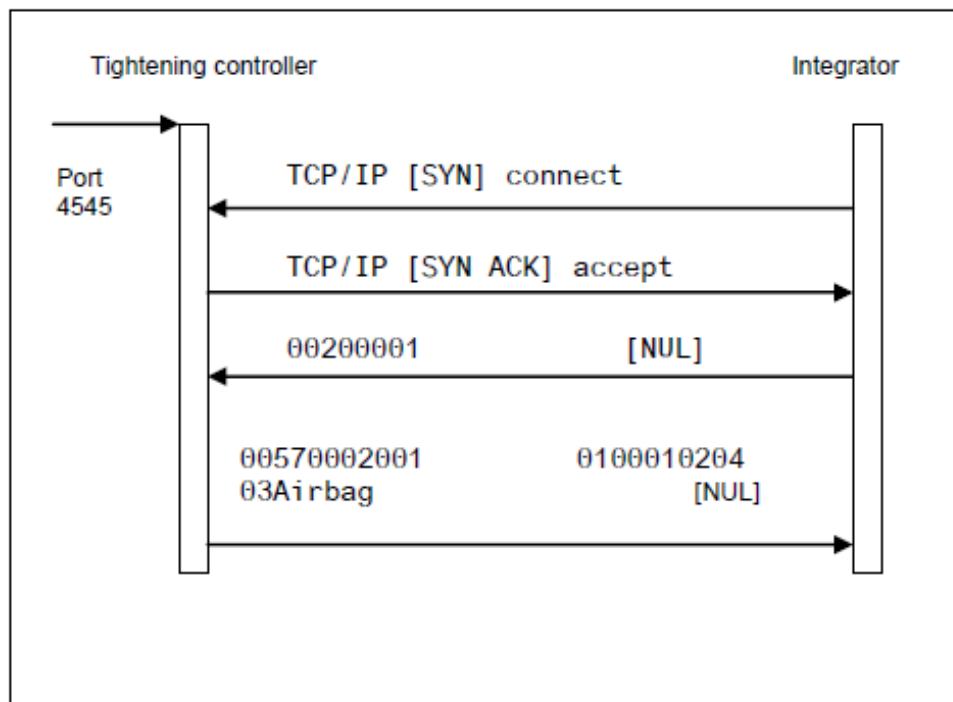 Tightening controller
Integrator
Port
4545
TCP/IP [SYN] connect
TCP/IP [SYN ACK] accept
00200001 [NUL]
00570002001 0100010204
03Airbag [NUL]